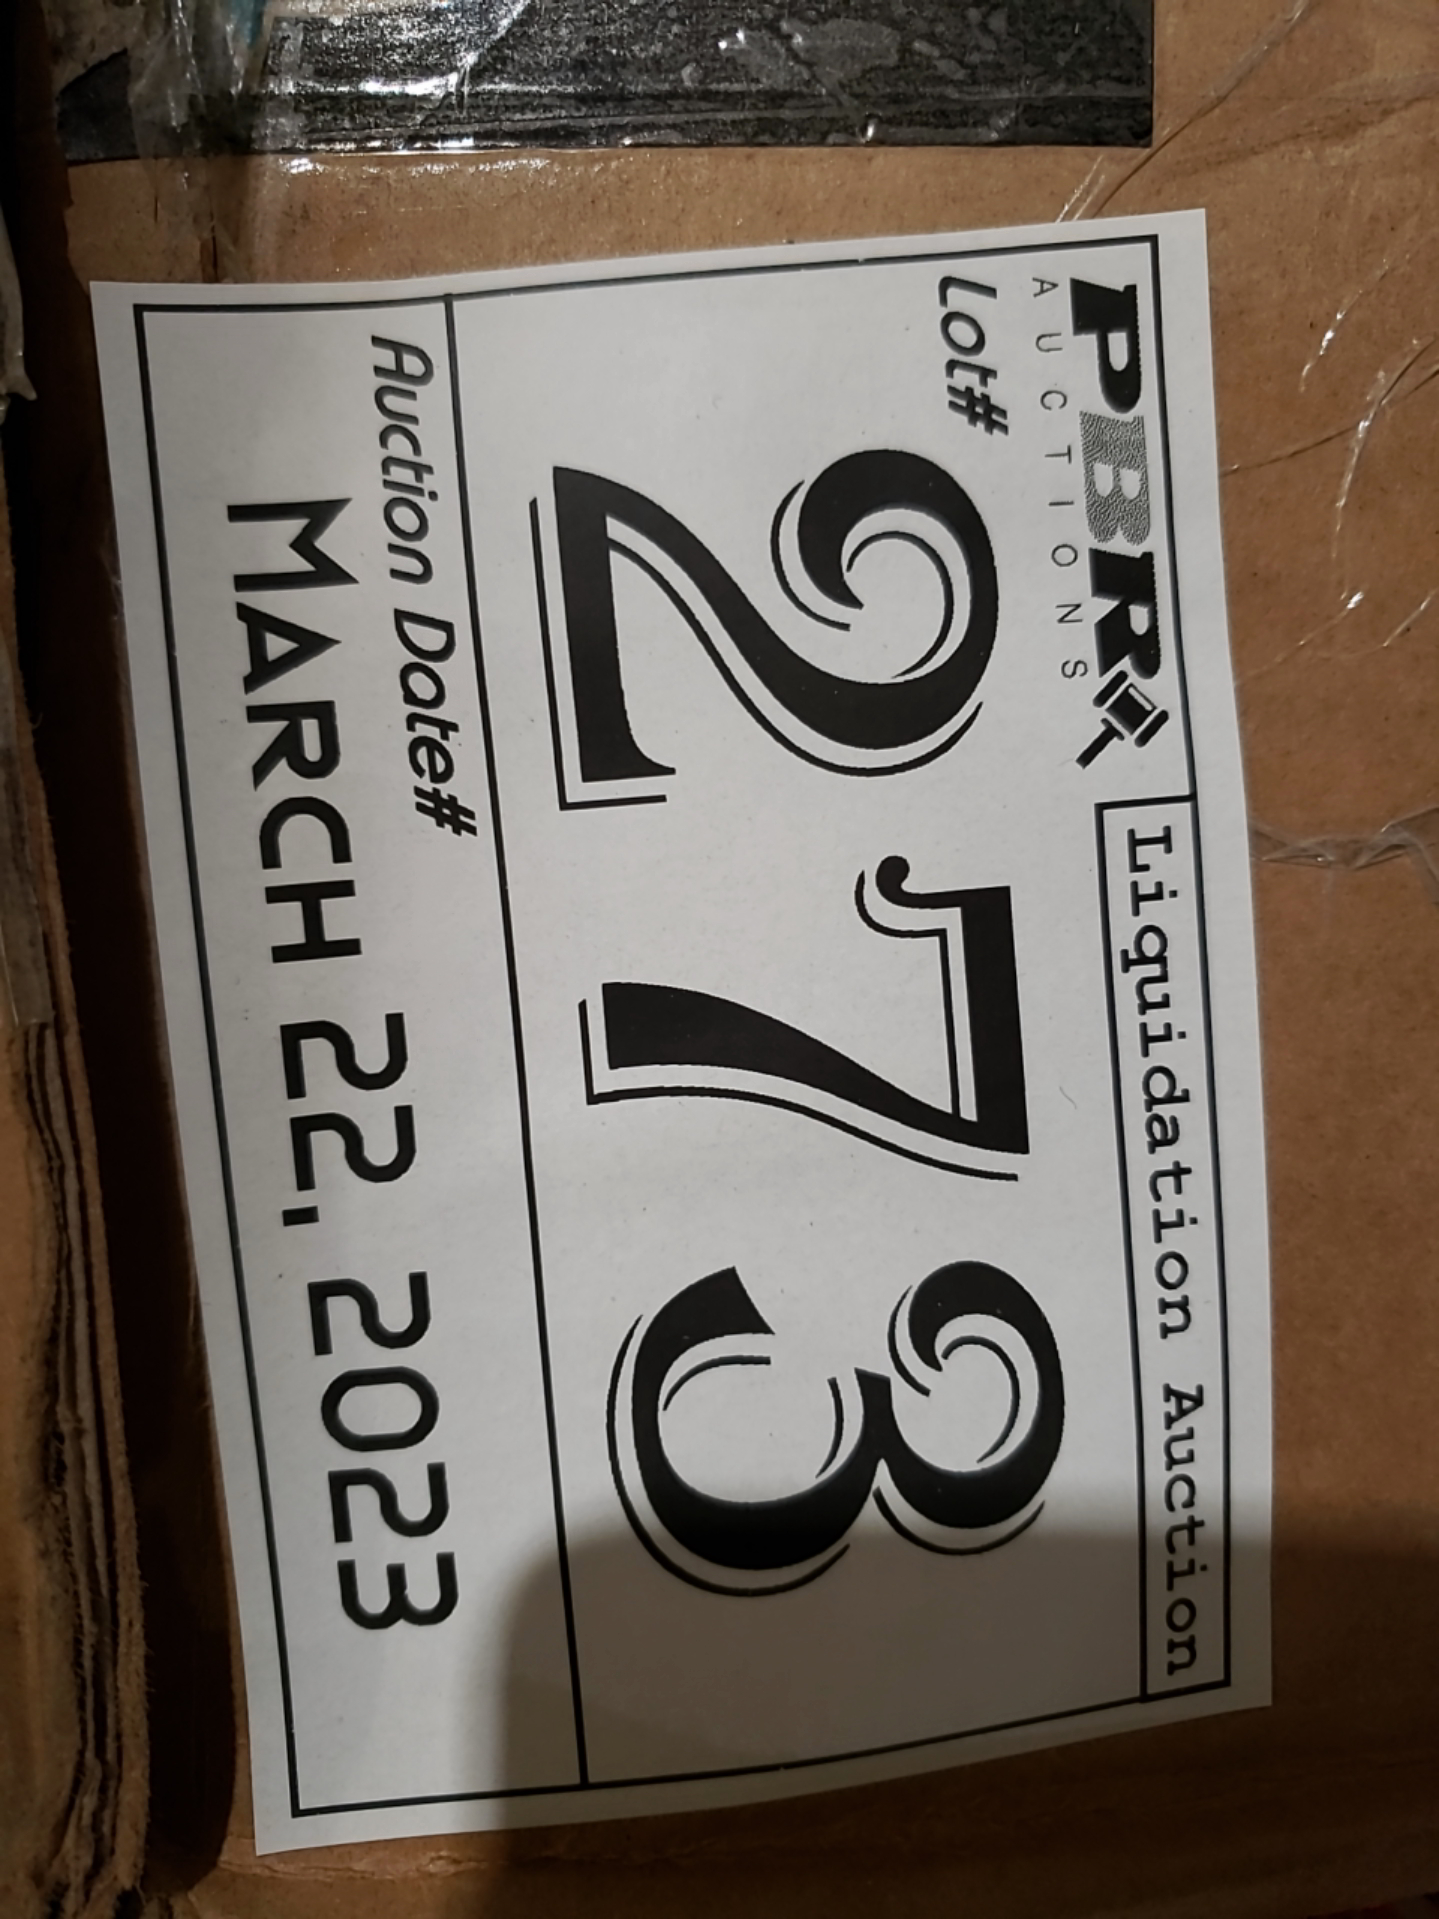 PBR
AUCTIONS
Liquidation Auction
Lot#
273
Auction Date#
MARCH 22, 2023